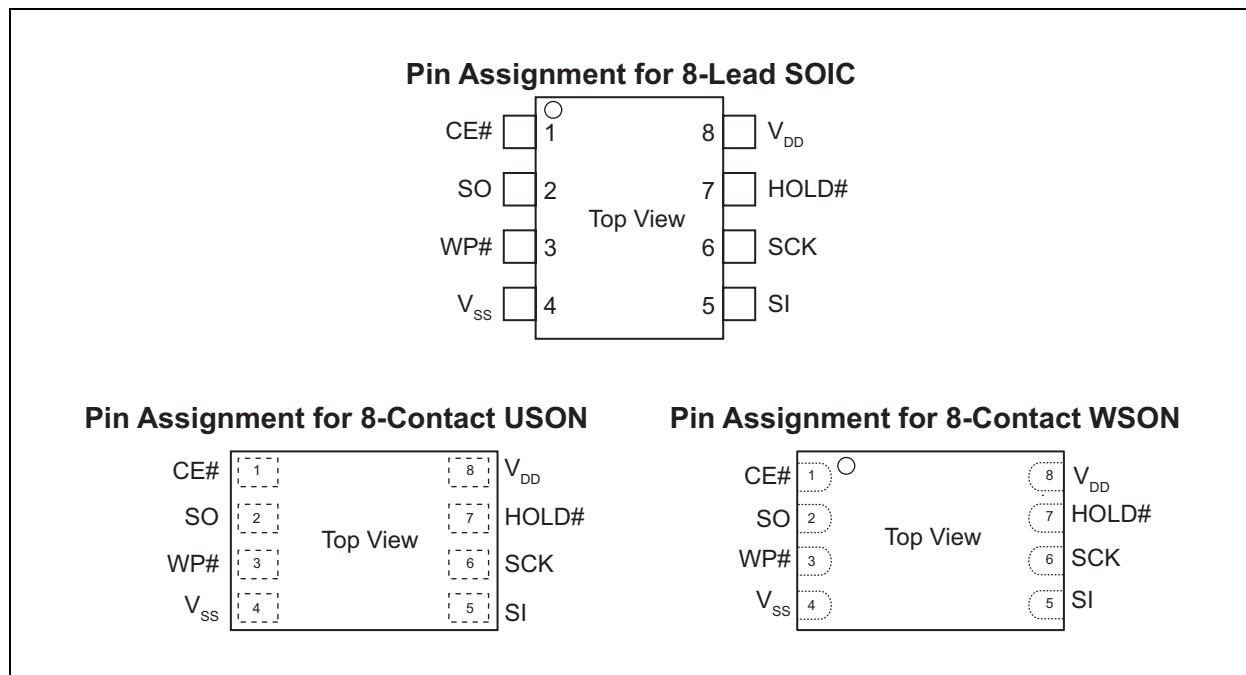 Pin Assignment for 8-Lead SOIC
CE# 1 8 VDD
SO 2 7 HOLD#
Top View
WP# 3 6 SCK
VSS 4 5 SI
Pin Assignment for 8-Contact USON
CE# 1 8 VDD
SO 2 7 HOLD#
Top View
WP# 3 6 SCK
VSS 4 5 SI
Pin Assignment for 8-Contact WSON
CE# 1 8 VDD
SO 2 7 HOLD#
Top View
WP# 3 6 SCK
VSS 4 5 SI